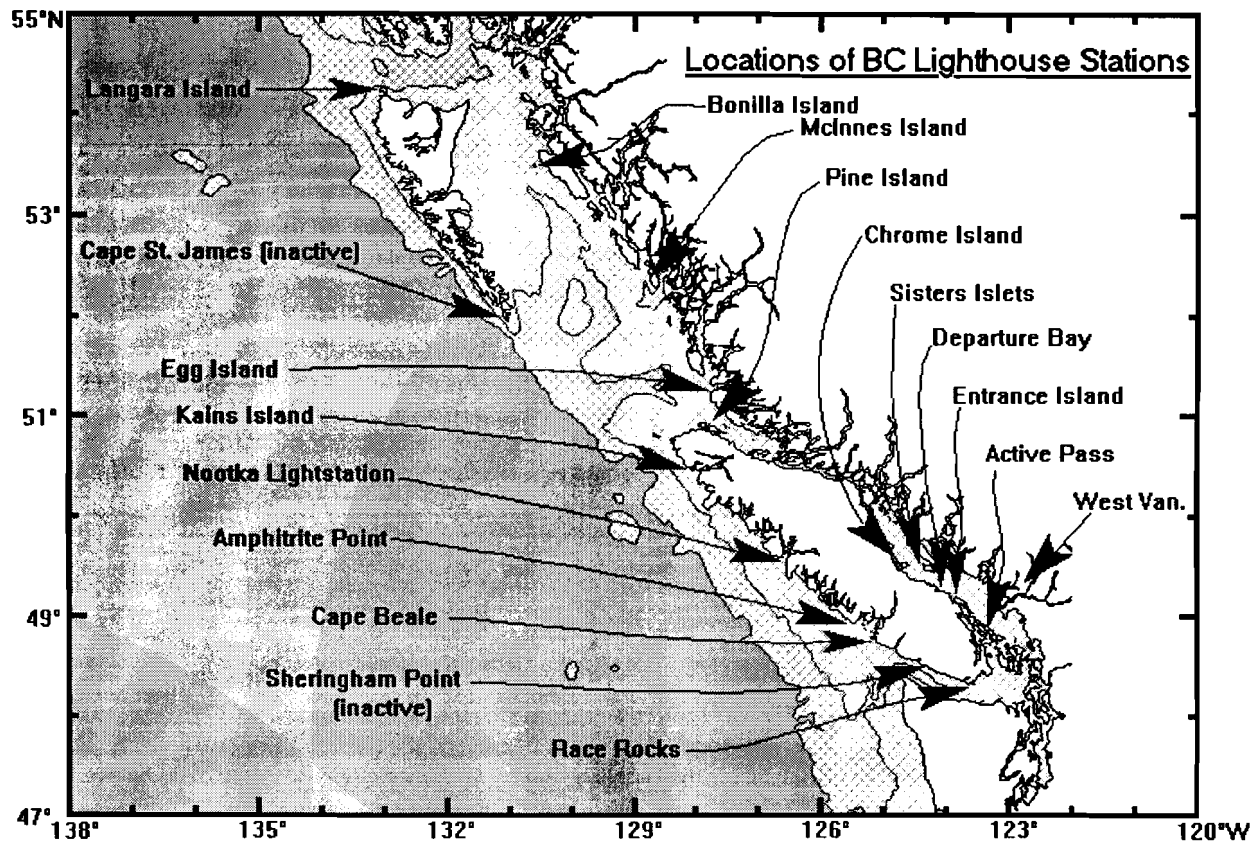 55°N
Locations of BC Lighthouse Stations
Langara Island
Bonilla Island
McInnes Island
Pine Island
53°
Chrome Island
Cape St. James (inactive)
Sisters Islets
Departure Bay
Egg Island
Entrance Island
51°
Kains Island
Active Pass
Nootka Lightstation
West Van.
Amphitrite Point
49°
Cape Beale
Sheringham Point
(inactive)
Race Rocks
47°
138°
135°
132°
129°
126°
123°
120°W